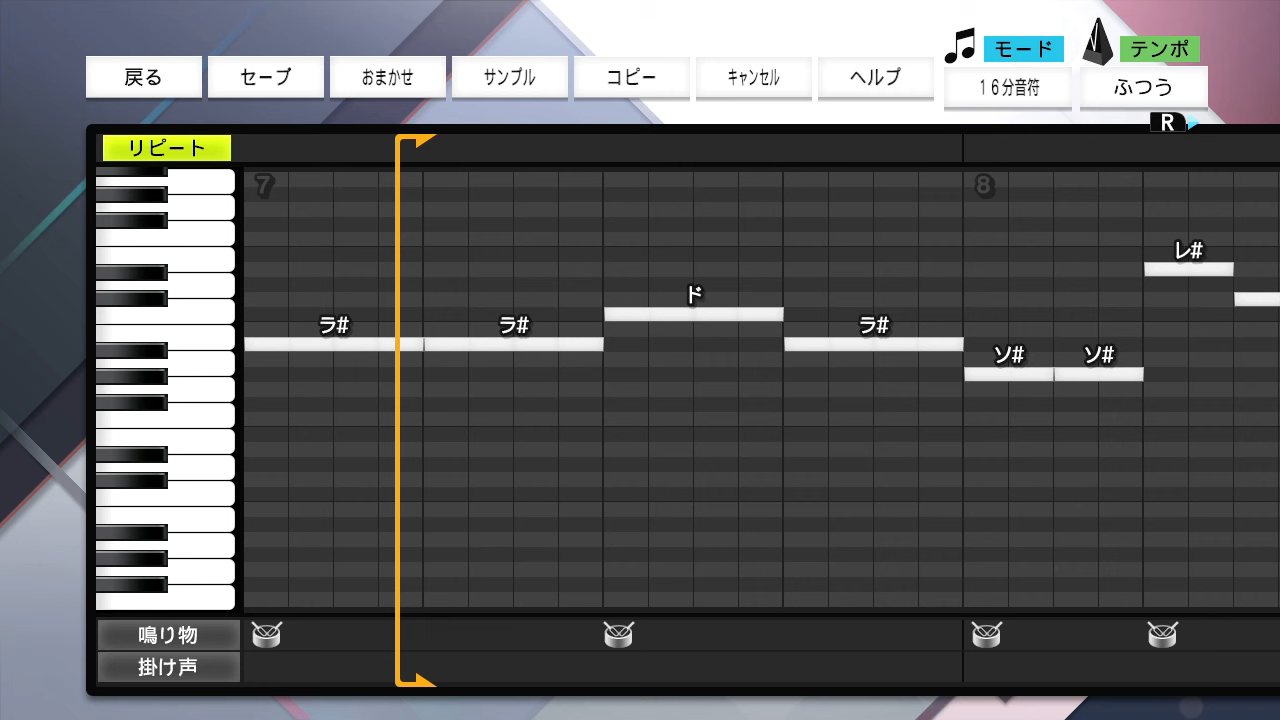 モード テンポ
戻る セーブ おまかせ サンプル コピー キャンセル ヘルプ 16分音符 ふつう
R
リピート
7 8
レ#
ド
ラ# ラ# ラ#
ソ# ソ#
鳴り物
掛け声